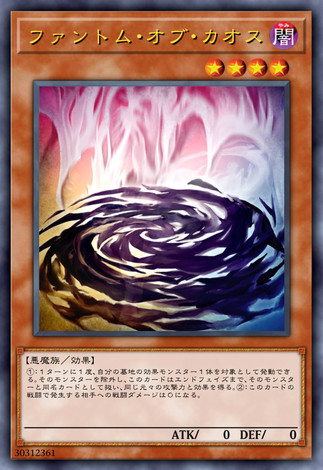 ファントム・オブ・カオス
闇
やみ
【悪魔族／効果】
①：１ターンに１度、自分の墓地の効果モンスター１体を対象として発動でき
る。そのモンスターを除外し、このカードはエンドフェイズまで、そのモンスター
と同名カードとして扱い、同じ元々の攻撃力と効果を得る。②：このカードの
戦闘で発生する相手への戦闘ダメージは０になる。
ATK/ 0 DEF/ 0
30312361